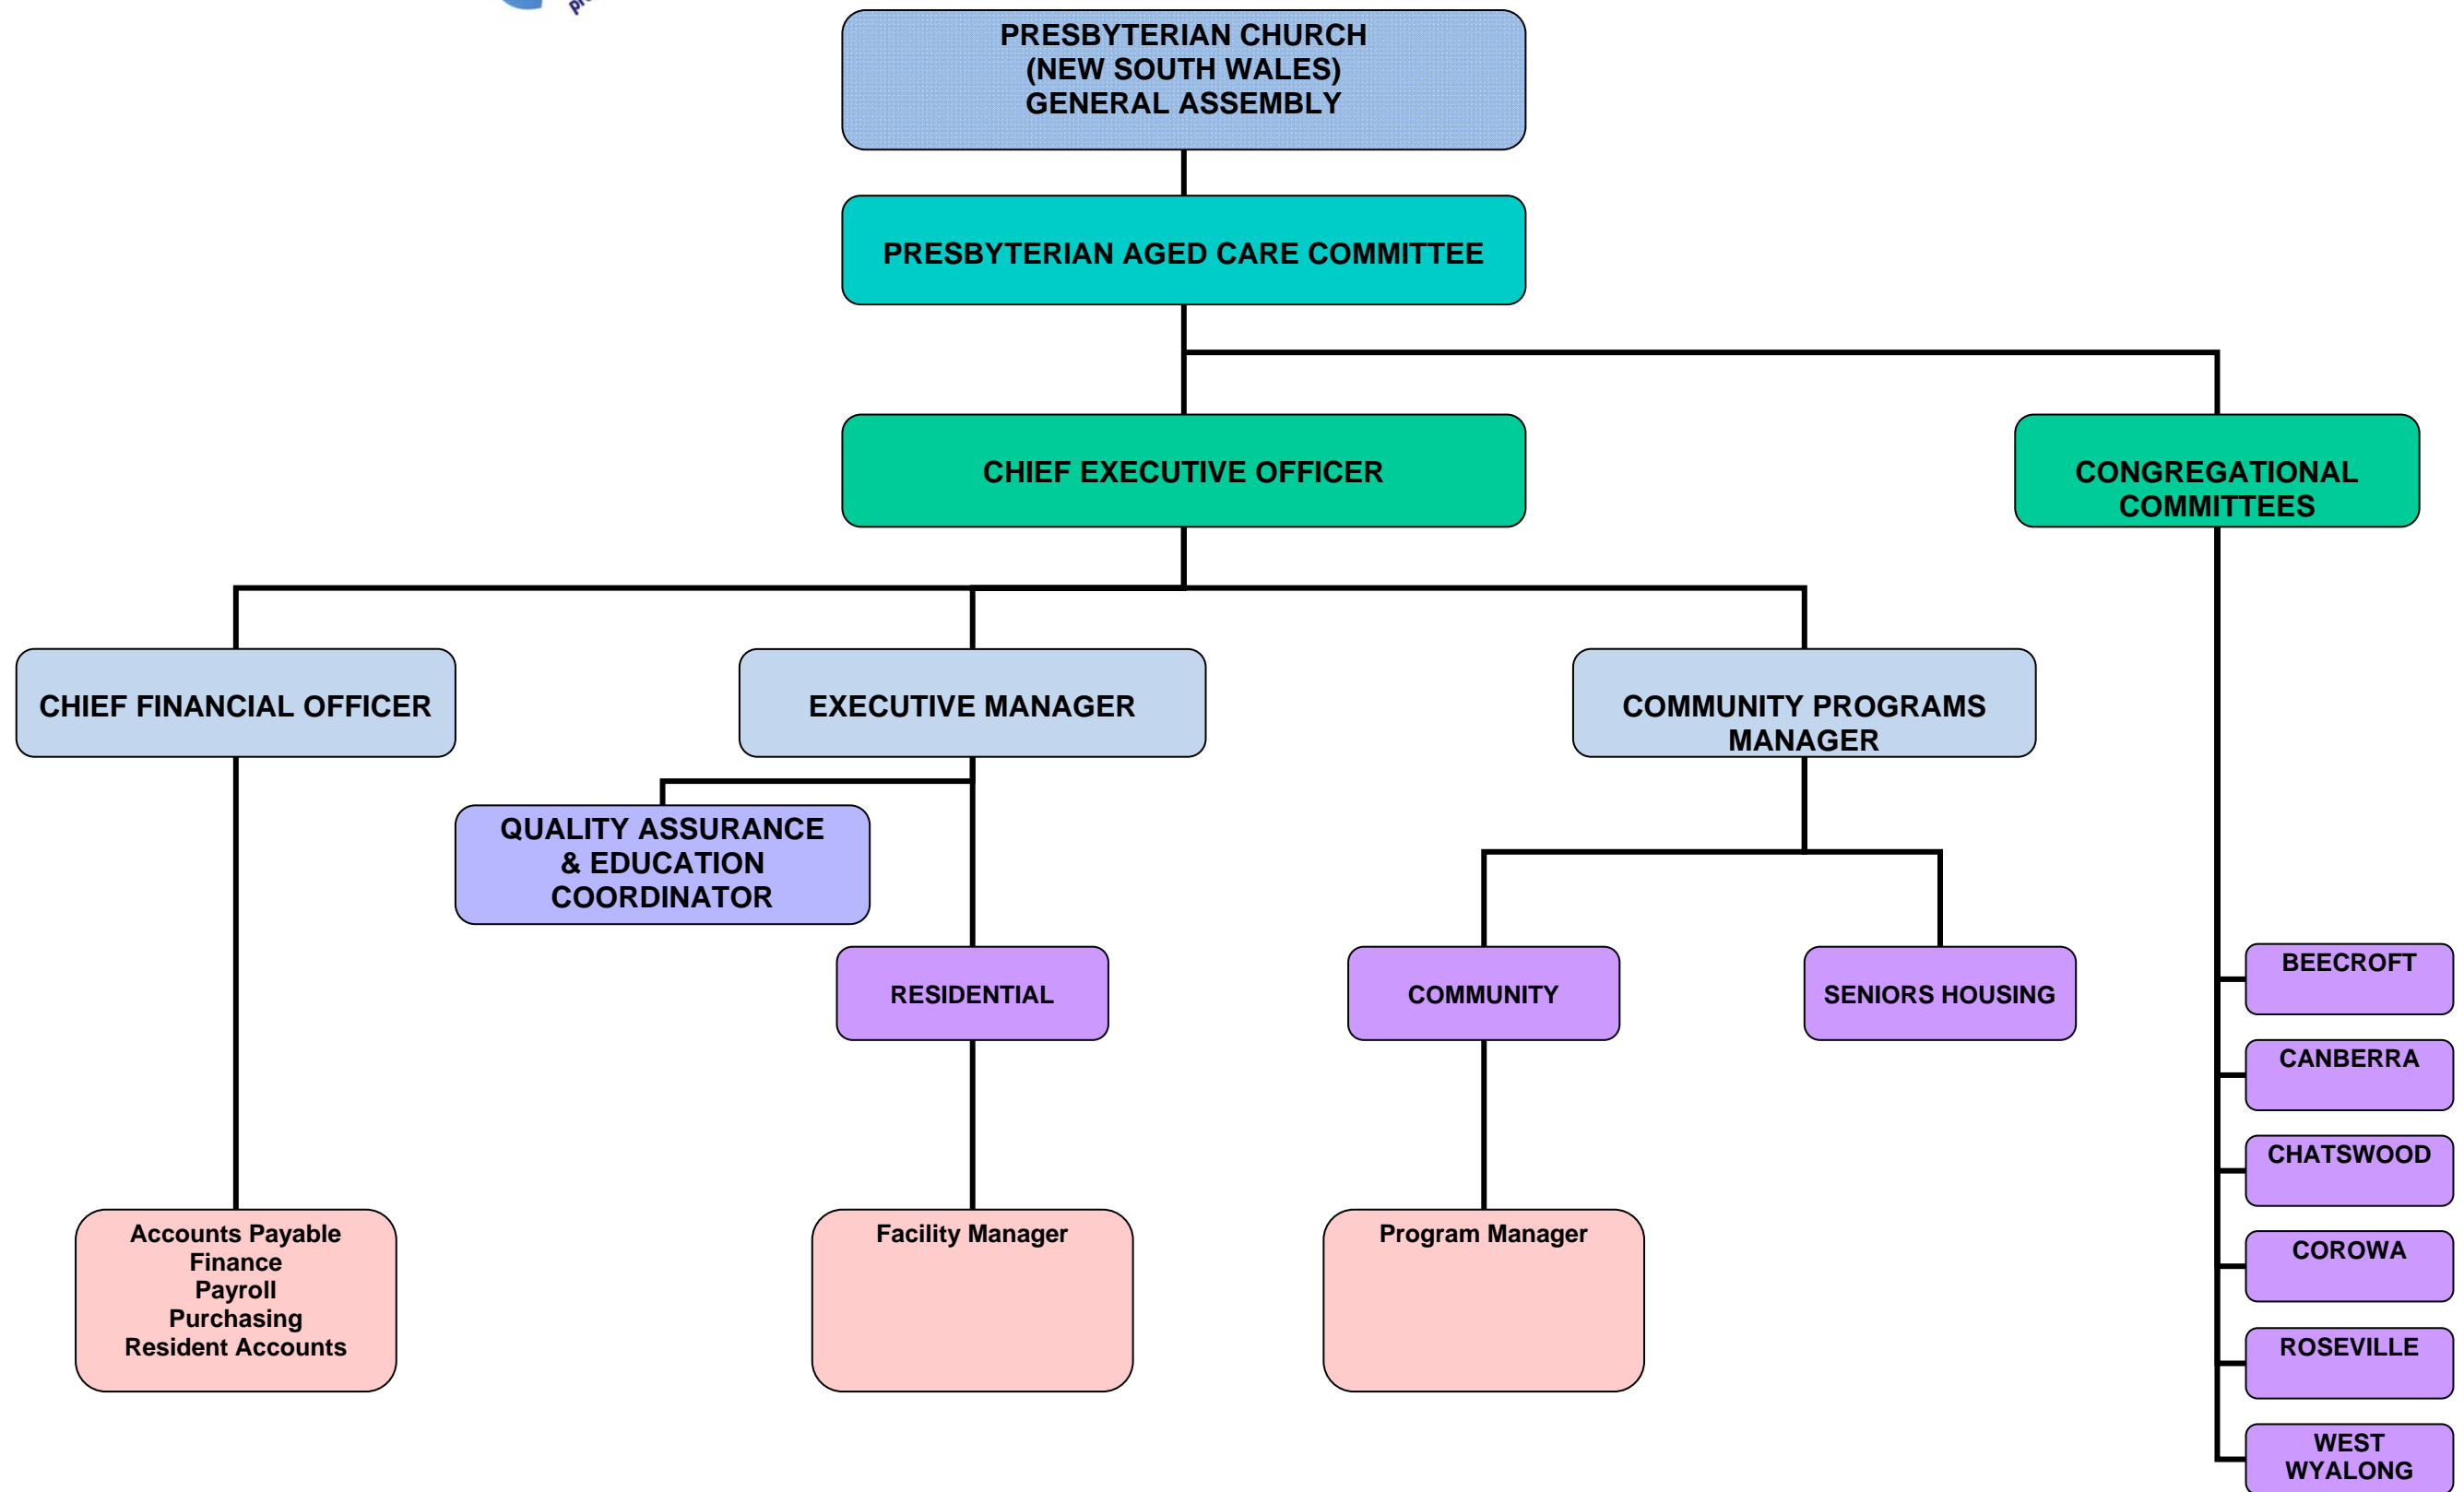 PRESBYTERIAN CHURCH
(NEW SOUTH WALES)
GENERAL ASSEMBLY
PRESBYTERIAN AGED CARE COMMITTEE
CHIEF EXECUTIVE OFFICER
CONGREGATIONAL
COMMITTEES
CHIEF FINANCIAL OFFICER
EXECUTIVE MANAGER
COMMUNITY PROGRAMS
MANAGER
QUALITY ASSURANCE
& EDUCATION
COORDINATOR
RESIDENTIAL
COMMUNITY
SENIORS HOUSING
BEECROFT
CANBERRA
CHATSWOOD
COROWA
ROSEVILLE
WEST
WYALONG
Accounts Payable
Finance
Payroll
Purchasing
Resident Accounts
Facility Manager
Program Manager